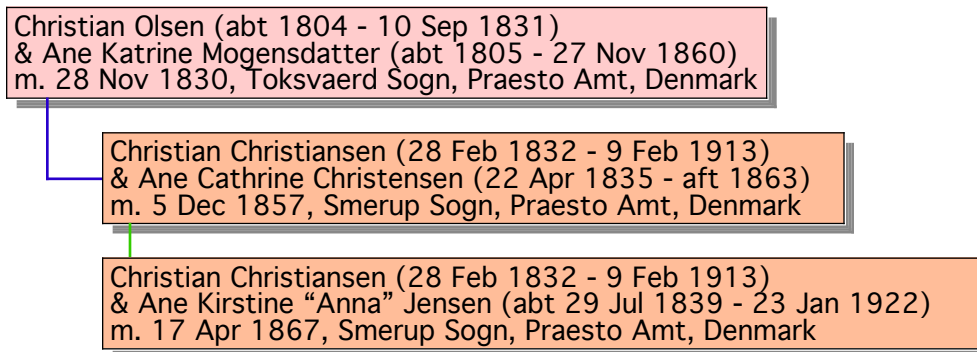 Christian Olsen (abt 1804 - 10 Sep 1831)
& Ane Katrine Mogensdatter (abt 1805 - 27 Nov 1860)
m. 28 Nov 1830, Toksvaerd Sogn, Praesto Amt, Denmark
Christian Christiansen (28 Feb 1832 - 9 Feb 1913)
& Ane Cathrine Christensen (22 Apr 1835 - aft 1863)
m. 5 Dec 1857, Smerup Sogn, Praesto Amt, Denmark
Christian Christiansen (28 Feb 1832 - 9 Feb 1913)
& Ane Kirstine “Anna” Jensen (abt 29 Jul 1839 - 23 Jan 1922)
m. 17 Apr 1867, Smerup Sogn, Praesto Amt, Denmark